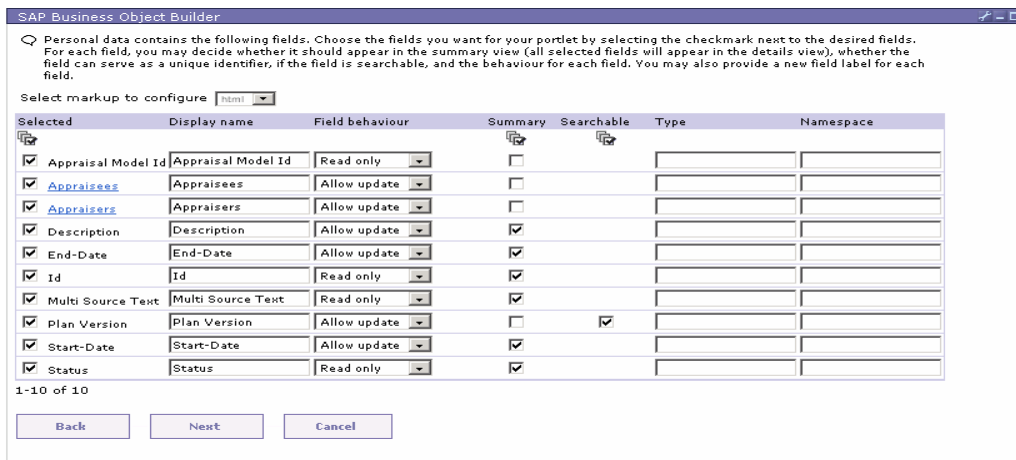 SAP Business Object Builder
Personal data contains the following fields. Choose the fields you want for your portlet by selecting the checkmark next to the desired fields.
For each field, you may decide whether it should appear in the summary view (all selected fields will appear in the details view), whether the
field can serve as a unique identifier, if the field is searchable, and the behaviour for each field. You may also provide a new field label for each
field.
Select markup to configure html
Selected Display name Field behaviour Summary Searchable Type Namespace
Appraisal Model Id Appraisal Model Id Read only
Appraisees Appraisees Allow update
Appraisers Appraisers Allow update
Description Description Allow update
End-Date End-Date Allow update
Id Id Read only
Multi Source Text Multi Source Text Read only
Plan Version Plan Version Allow update
Start-Date Start-Date Allow update
Status Status Read only
1-10 of 10
Back Next Cancel